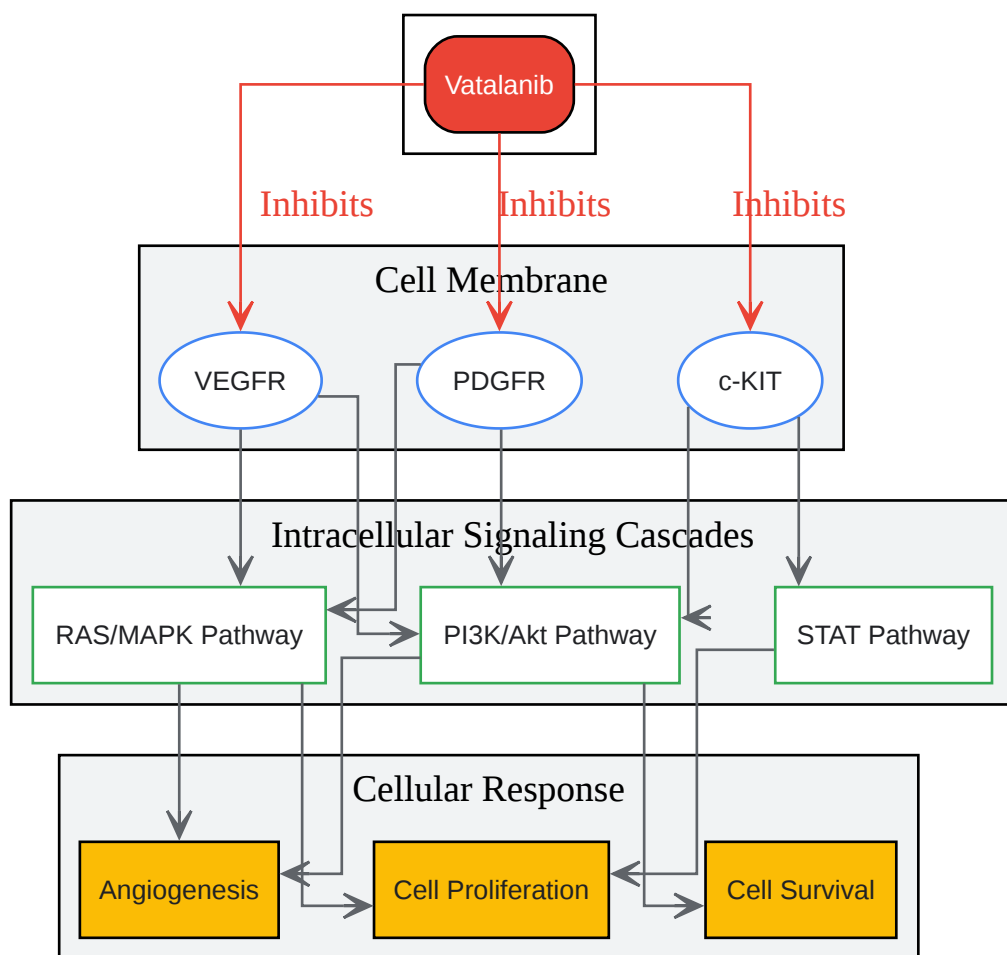 Vatalanib
Inhibits Inhibits Inhibits
Cell Membrane
VEGFR PDGFR c-KIT
Intracellular Signaling Cascades
RAS/MAPK Pathway PI3K/Akt Pathway STAT Pathway
Cellular Response
Angiogenesis Cell Proliferation Cell Survival